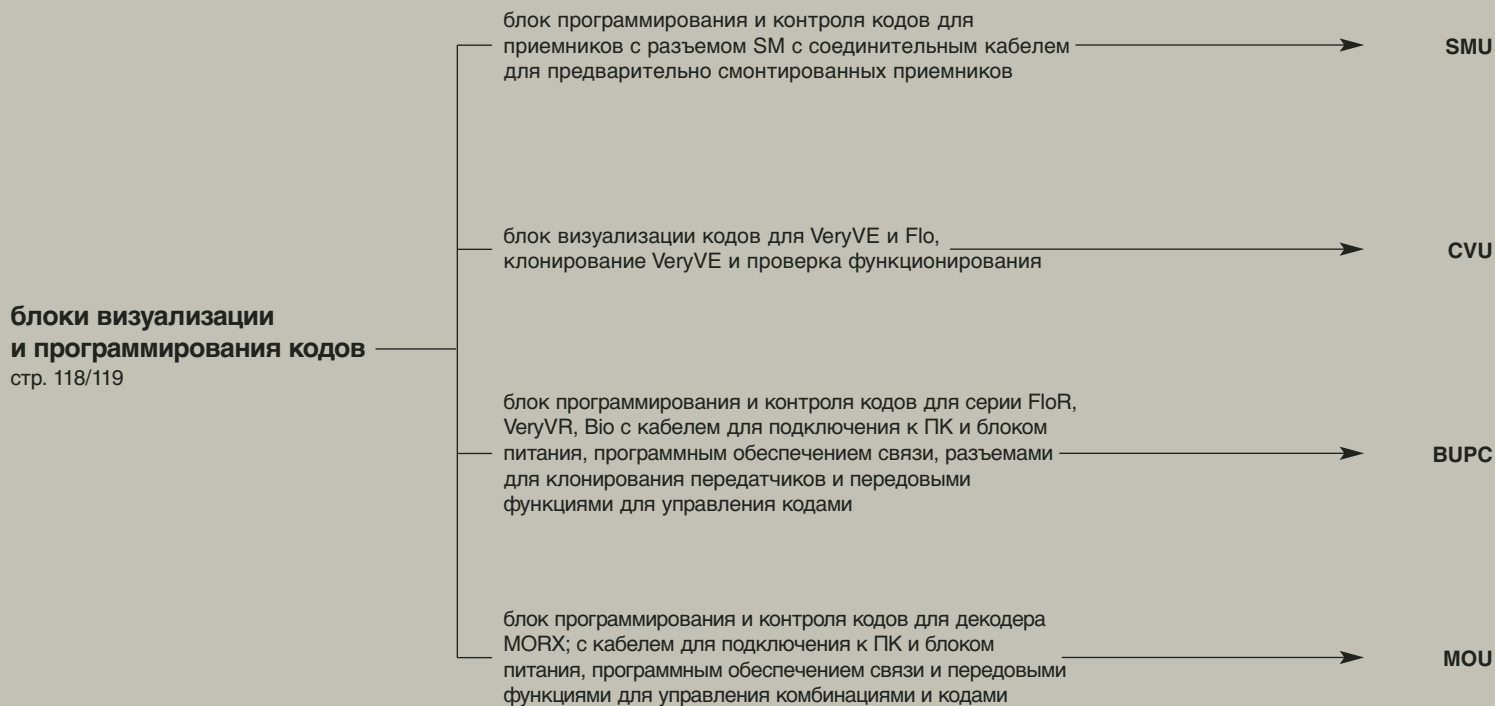 блок программирования и контроля кодов для
приемников с разъемом SM с соединительным кабелем
для предварительно смонтированных приемников
SMU
блок визуализации кодов для VeryVE и Flo,
клонирование VeryVE и проверка функционирования
CVU
блоки визуализации
и программирования кодов
стр. 118/119
блок программирования и контроля кодов для серии FloR,
VeryVR, Bio с кабелем для подключения к ПК и блоком
питания, программным обеспечением связи, разъемами
для клонирования передатчиков и передовыми
функциями для управления кодами
BUPC
блок программирования и контроля кодов для декодера
MORX; с кабелем для подключения к ПК и блоком
питания, программным обеспечением связи и передовыми
функциями для управления комбинациями и кодами
MOU